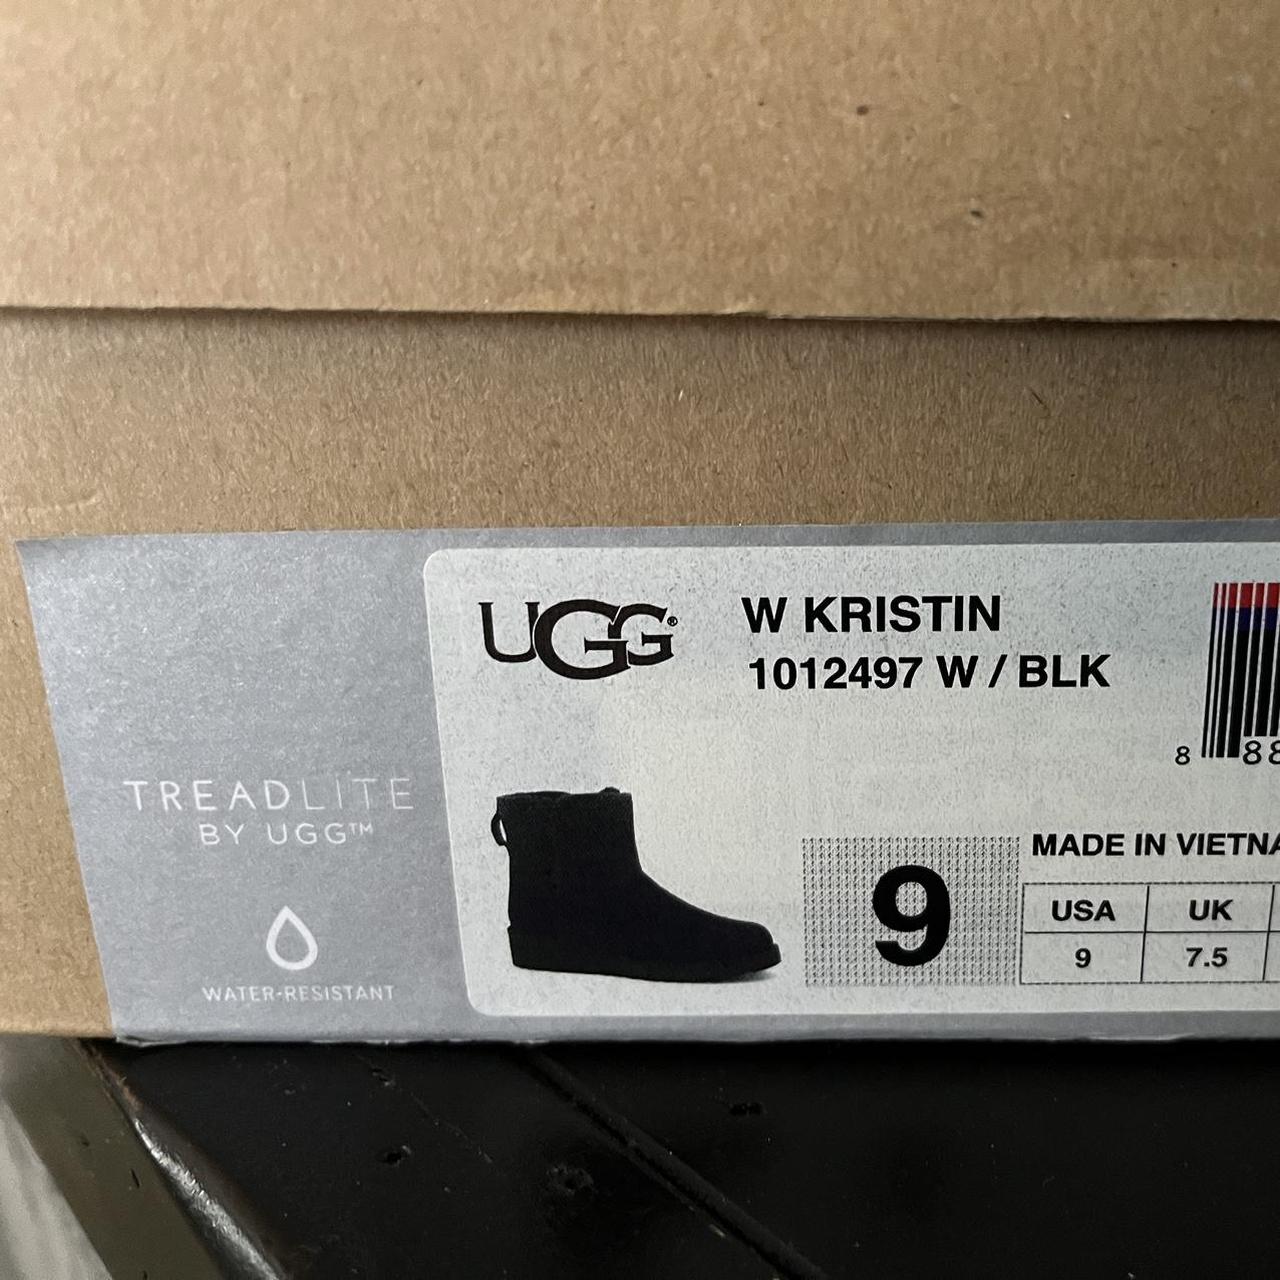 TREADLITE
BY UGG™
WATER-RESISTANT
UGG®
W KRISTIN
1012497 W / BLK
8 88
9
MADE IN VIETNA
USA UK
9 7.5